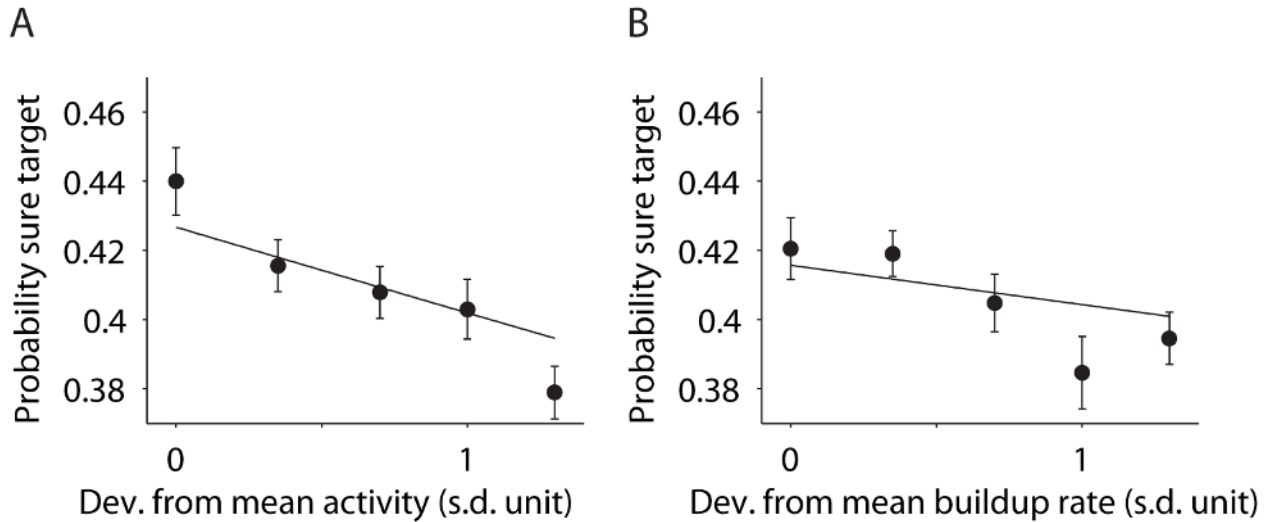 A
Probability sure target
0.46
0.44
0.42
0.4
0.38
0
1
Dev. from mean activity (s.d. unit)
B
Probability sure target
0.46
0.44
0.42
0.4
0.38
0
1
Dev. from mean buildup rate (s.d. unit)